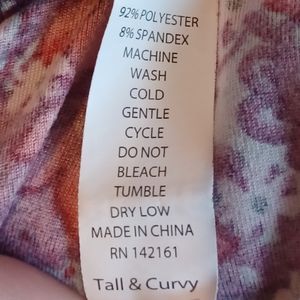 92% POLYESTER
8% SPANDEX
MACHINE
WASH
COLD
GENTLE
CYCLE
DO NOT
BLEACH
TUMBLE
DRY LOW
MADE IN CHINA
RN 142161
Tall & Curvy